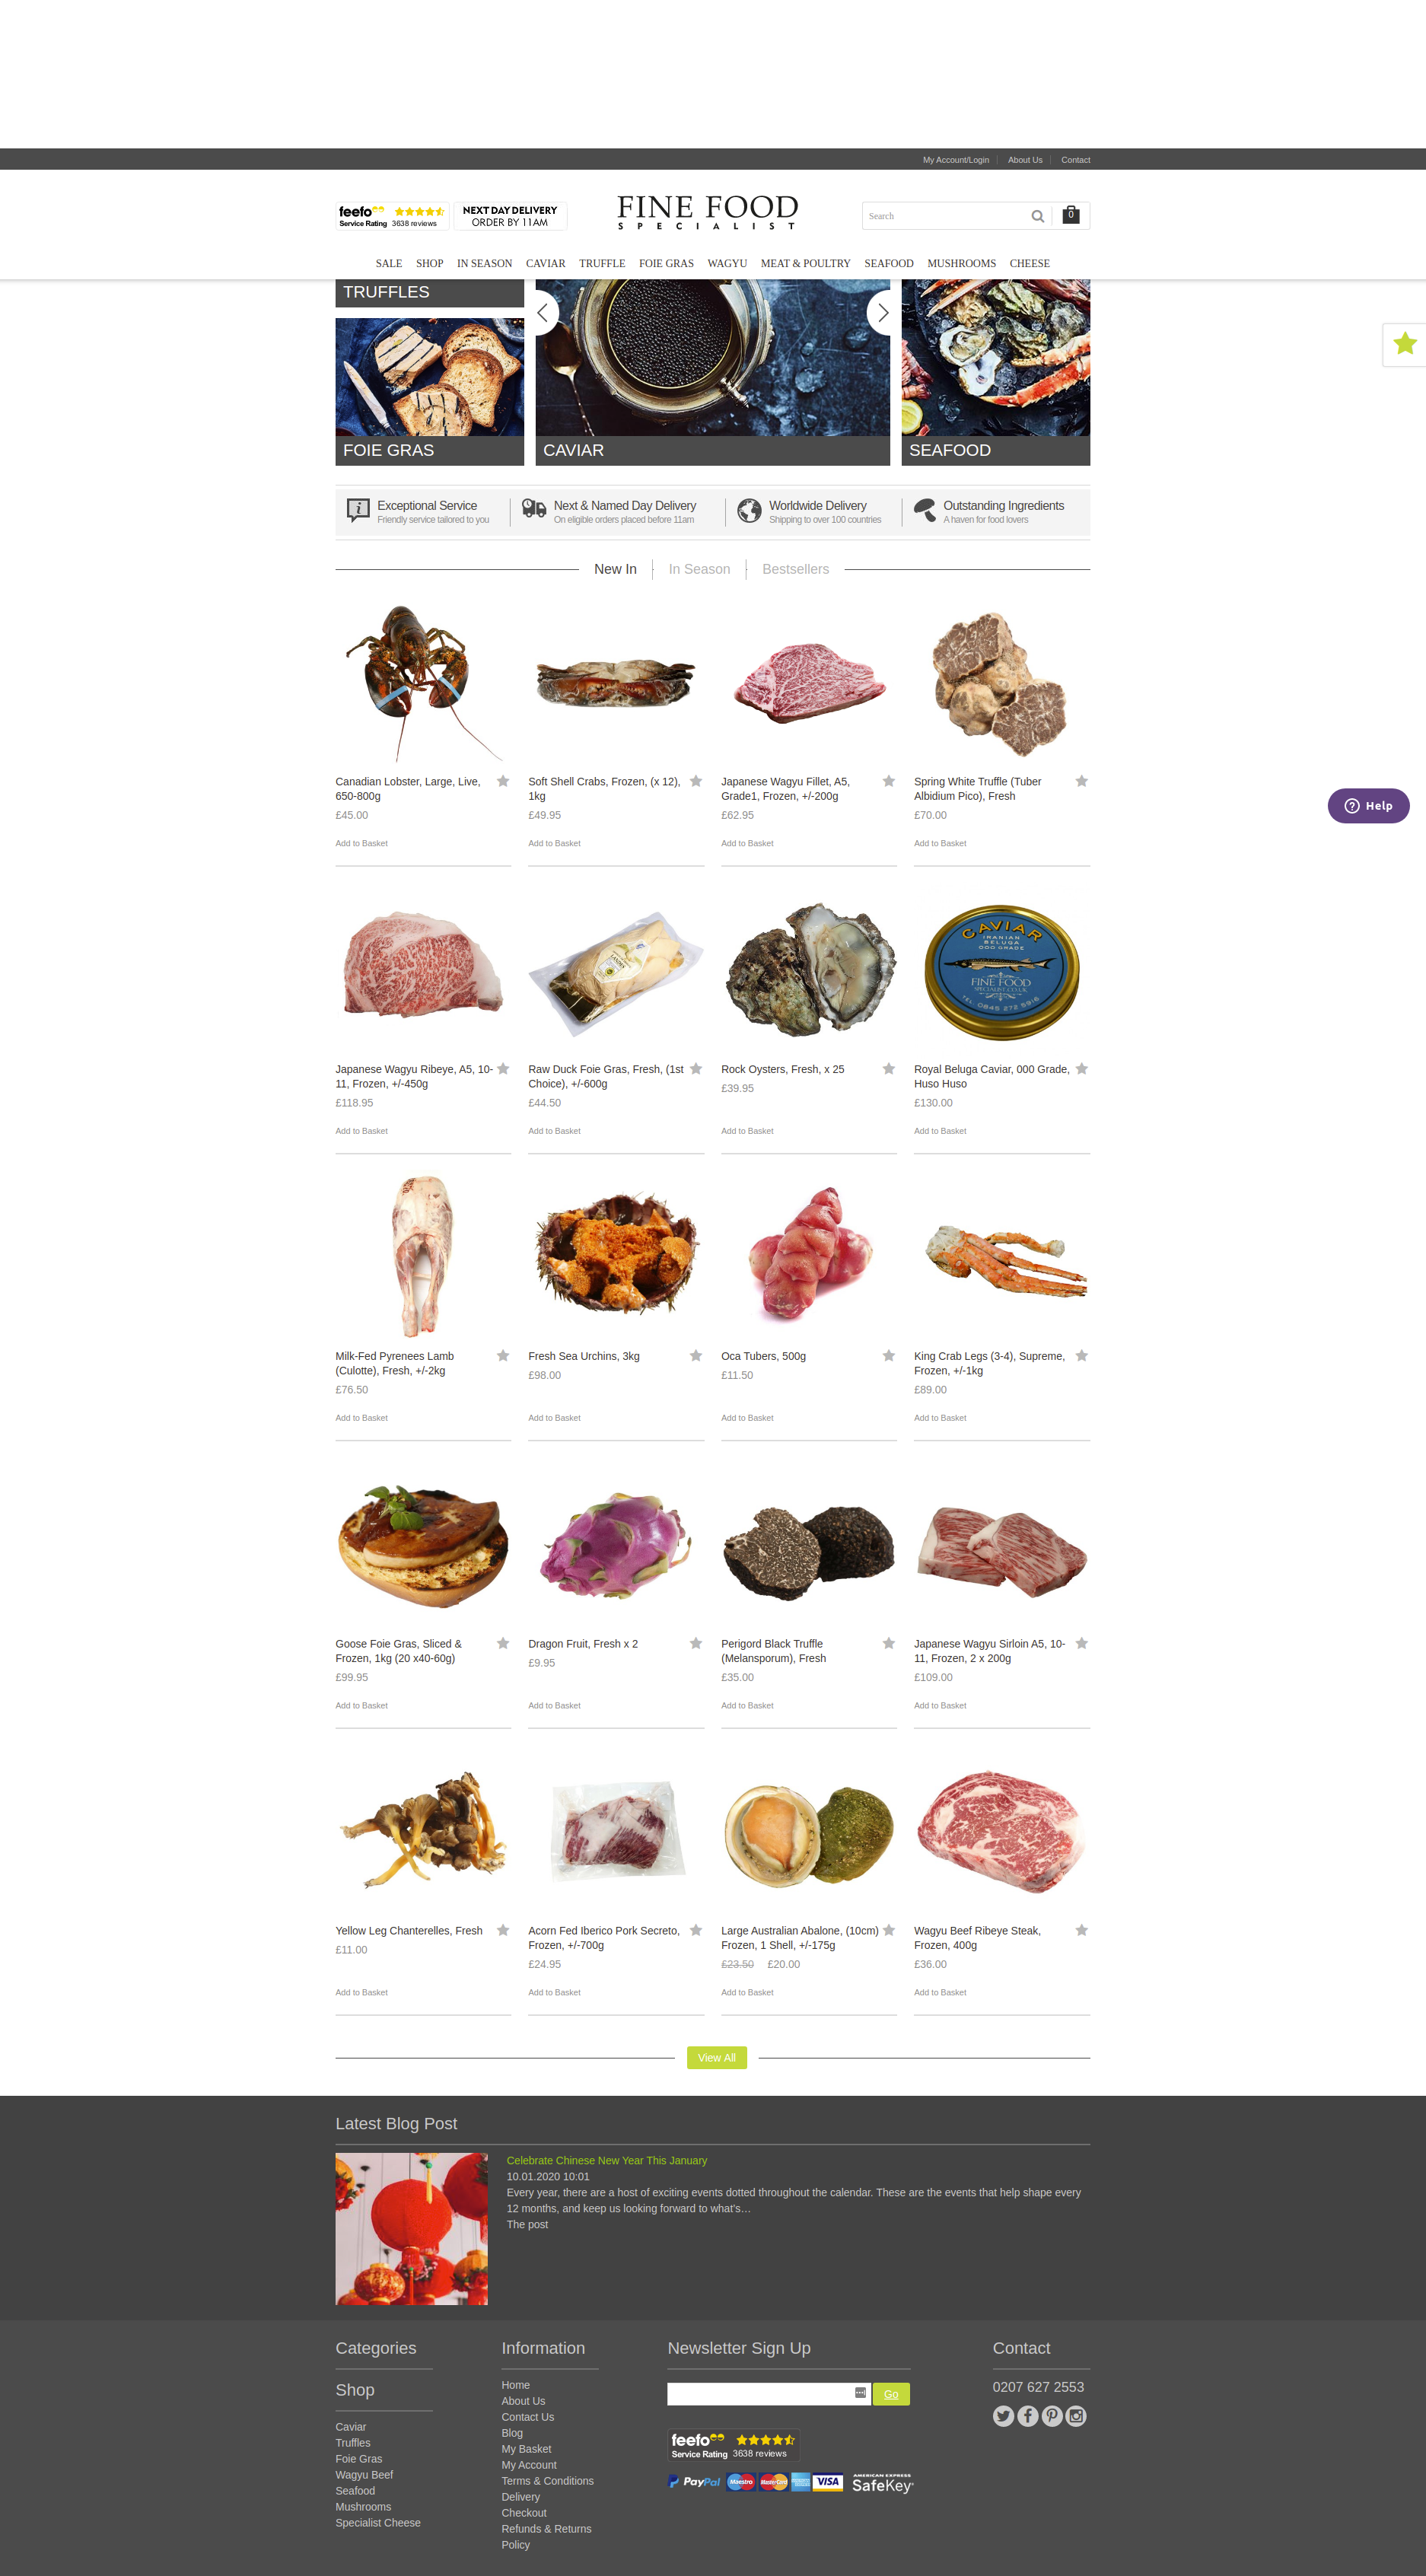 My Account/Login
About Us
Contact
feefo
Service Rating 3638 reviews
NEXT DAY DELIVERY
ORDER BY 11AM
FINE FOOD
SPECIALIST
Search
0
SALE SHOP IN SEASON CAVIAR TRUFFLE FOIE GRAS WAGYU MEAT & POULTRY SEAFOOD MUSHROOMS CHEESE
TRUFFLES
FOIE GRAS
CAVIAR
SEAFOOD
Exceptional Service
Friendly service tailored to you
Next & Named Day Delivery
On eligible orders placed before 11am
Worldwide Delivery
Shipping to over 100 countries
Outstanding Ingredients
A haven for food lovers
New In
In Season
Bestsellers
Canadian Lobster, Large, Live,
650-800g
£45.00
Add to Basket
Soft Shell Crabs, Frozen, (x 12),
1kg
£49.95
Add to Basket
Japanese Wagyu Fillet, A5,
Grade1, Frozen, +/-200g
£62.95
Add to Basket
Spring White Truffle (Tuber
Albidium Pico), Fresh
£70.00
Add to Basket
Help
CAVIAR
IRANIAN
BELUGA
000 GRADE
FINE FOOD
SPECIALIST.CO.UK
TEL 0845 272 5916
Japanese Wagyu Ribeye, A5, 10-
11, Frozen, +/-450g
£118.95
Add to Basket
Raw Duck Foie Gras, Fresh, (1st
Choice), +/-600g
£44.50
Add to Basket
Rock Oysters, Fresh, x 25
£39.95
Add to Basket
Royal Beluga Caviar, 000 Grade,
Huso Huso
£130.00
Add to Basket
Milk-Fed Pyrenees Lamb
(Culotte), Fresh, +/-2kg
£76.50
Add to Basket
Fresh Sea Urchins, 3kg
£98.00
Add to Basket
Oca Tubers, 500g
£11.50
Add to Basket
King Crab Legs (3-4), Supreme,
Frozen, +/-1kg
£89.00
Add to Basket
Goose Foie Gras, Sliced &
Frozen, 1kg (20 x40-60g)
£99.95
Add to Basket
Dragon Fruit, Fresh x 2
£9.95
Add to Basket
Perigord Black Truffle
(Melansporum), Fresh
£35.00
Add to Basket
Japanese Wagyu Sirloin A5, 10-
11, Frozen, 2 x 200g
£109.00
Add to Basket
Yellow Leg Chanterelles, Fresh
£11.00
Add to Basket
Acorn Fed Iberico Pork Secreto,
Frozen, +/-700g
£24.95
Add to Basket
Large Australian Abalone, (10cm)
Frozen, 1 Shell, +/-175g
£23.50 £20.00
Add to Basket
Wagyu Beef Ribeye Steak,
Frozen, 400g
£36.00
Add to Basket
View All
Latest Blog Post
Celebrate Chinese New Year This January
10.01.2020 10:01
Every year, there are a host of exciting events dotted throughout the calendar. These are the events that help shape every
12 months, and keep us looking forward to what's…
The post
Categories
Shop
Caviar
Truffles
Foie Gras
Wagyu Beef
Seafood
Mushrooms
Specialist Cheese
Information
Home
About Us
Contact Us
Blog
My Basket
My Account
Terms & Conditions
Delivery
Checkout
Refunds & Returns
Policy
Newsletter Sign Up
Go
feefo
Service Rating 3638 reviews
PayPal Maestro MasterCard VISA
AMERICAN EXPRESS
SafeKey
Contact
0207 627 2553